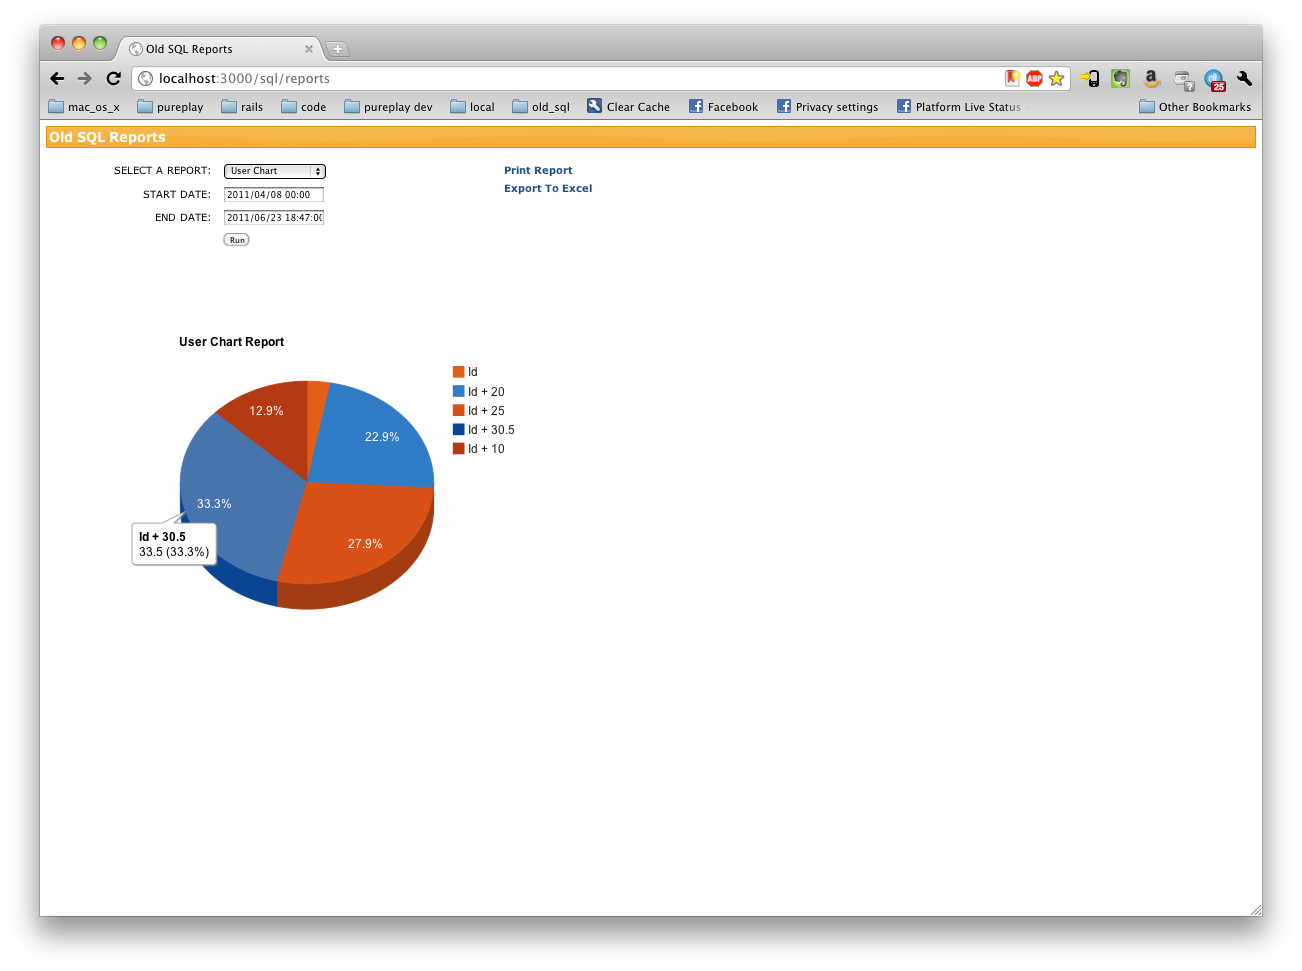 Old SQL Reports
localhost:3000/sql/reports
ABP
25
mac_os_x pureplay rails code pureplay dev local old_sql Clear Cache Facebook Privacy settings Platform Live Status Other Bookmarks
Old SQL Reports
SELECT A REPORT: User Chart Print Report
START DATE: 2011/04/08 00:00 Export To Excel
END DATE: 2011/06/23 18:47:00
Run
User Chart Report
Id
Id + 20
Id + 25
Id + 30.5
Id + 10
12.9%
22.9%
33.3%
27.9%
Id + 30.5
33.5 (33.3%)